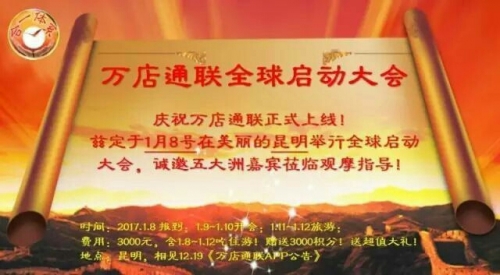 万店通联全球启动大会
庆祝万店通联正式上线！
兹定于1月8号在美丽的昆明举行全球启动
大会，诚邀五大洲嘉宾莅临观摩指导！
时间：2017.1.8 报到，1.9-1.10开会；1.11-1.12旅游；
费用：3000元，含1.8-1.12吃住游！赠送3000积分！送超值大礼！
地点：昆明，相见12.19《万店通联APP公告》